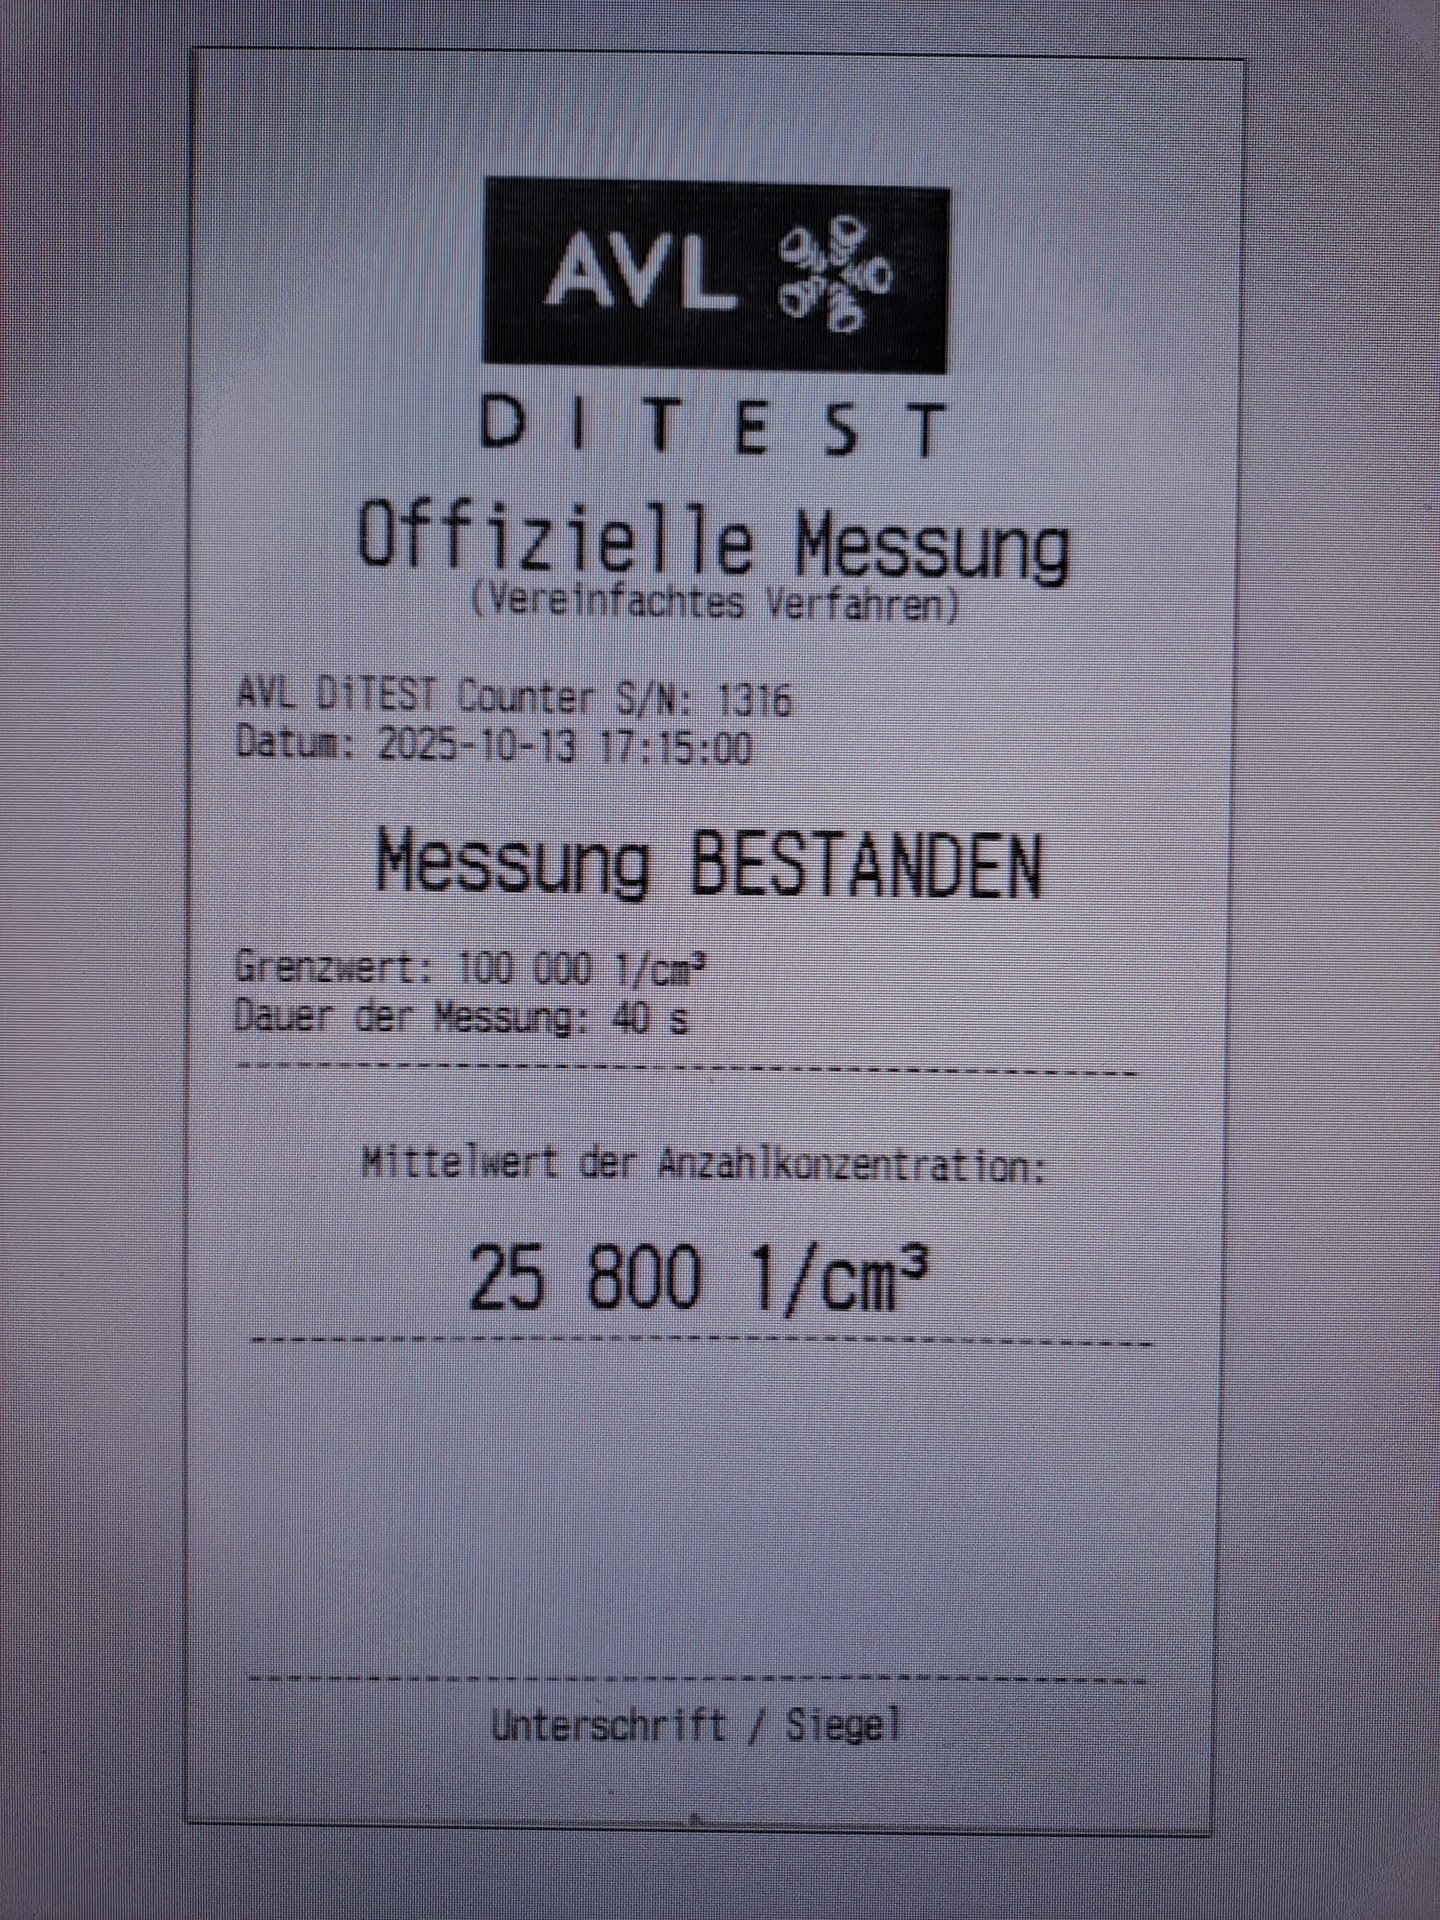 AVL
DITEST
Offizielle Messung
(Vereinfachtes Verfahren)
AVL DiTEST Counter S/N: 1316
Datum: 2025-10-13 17:15:00
Messung BESTANDEN
Grenzwert: 100 000 1/cm³
Dauer der Messung: 40 s
Mittelwert der Anzahlkonzentration:
25 800 1/cm³
Unterschrift / Siegel